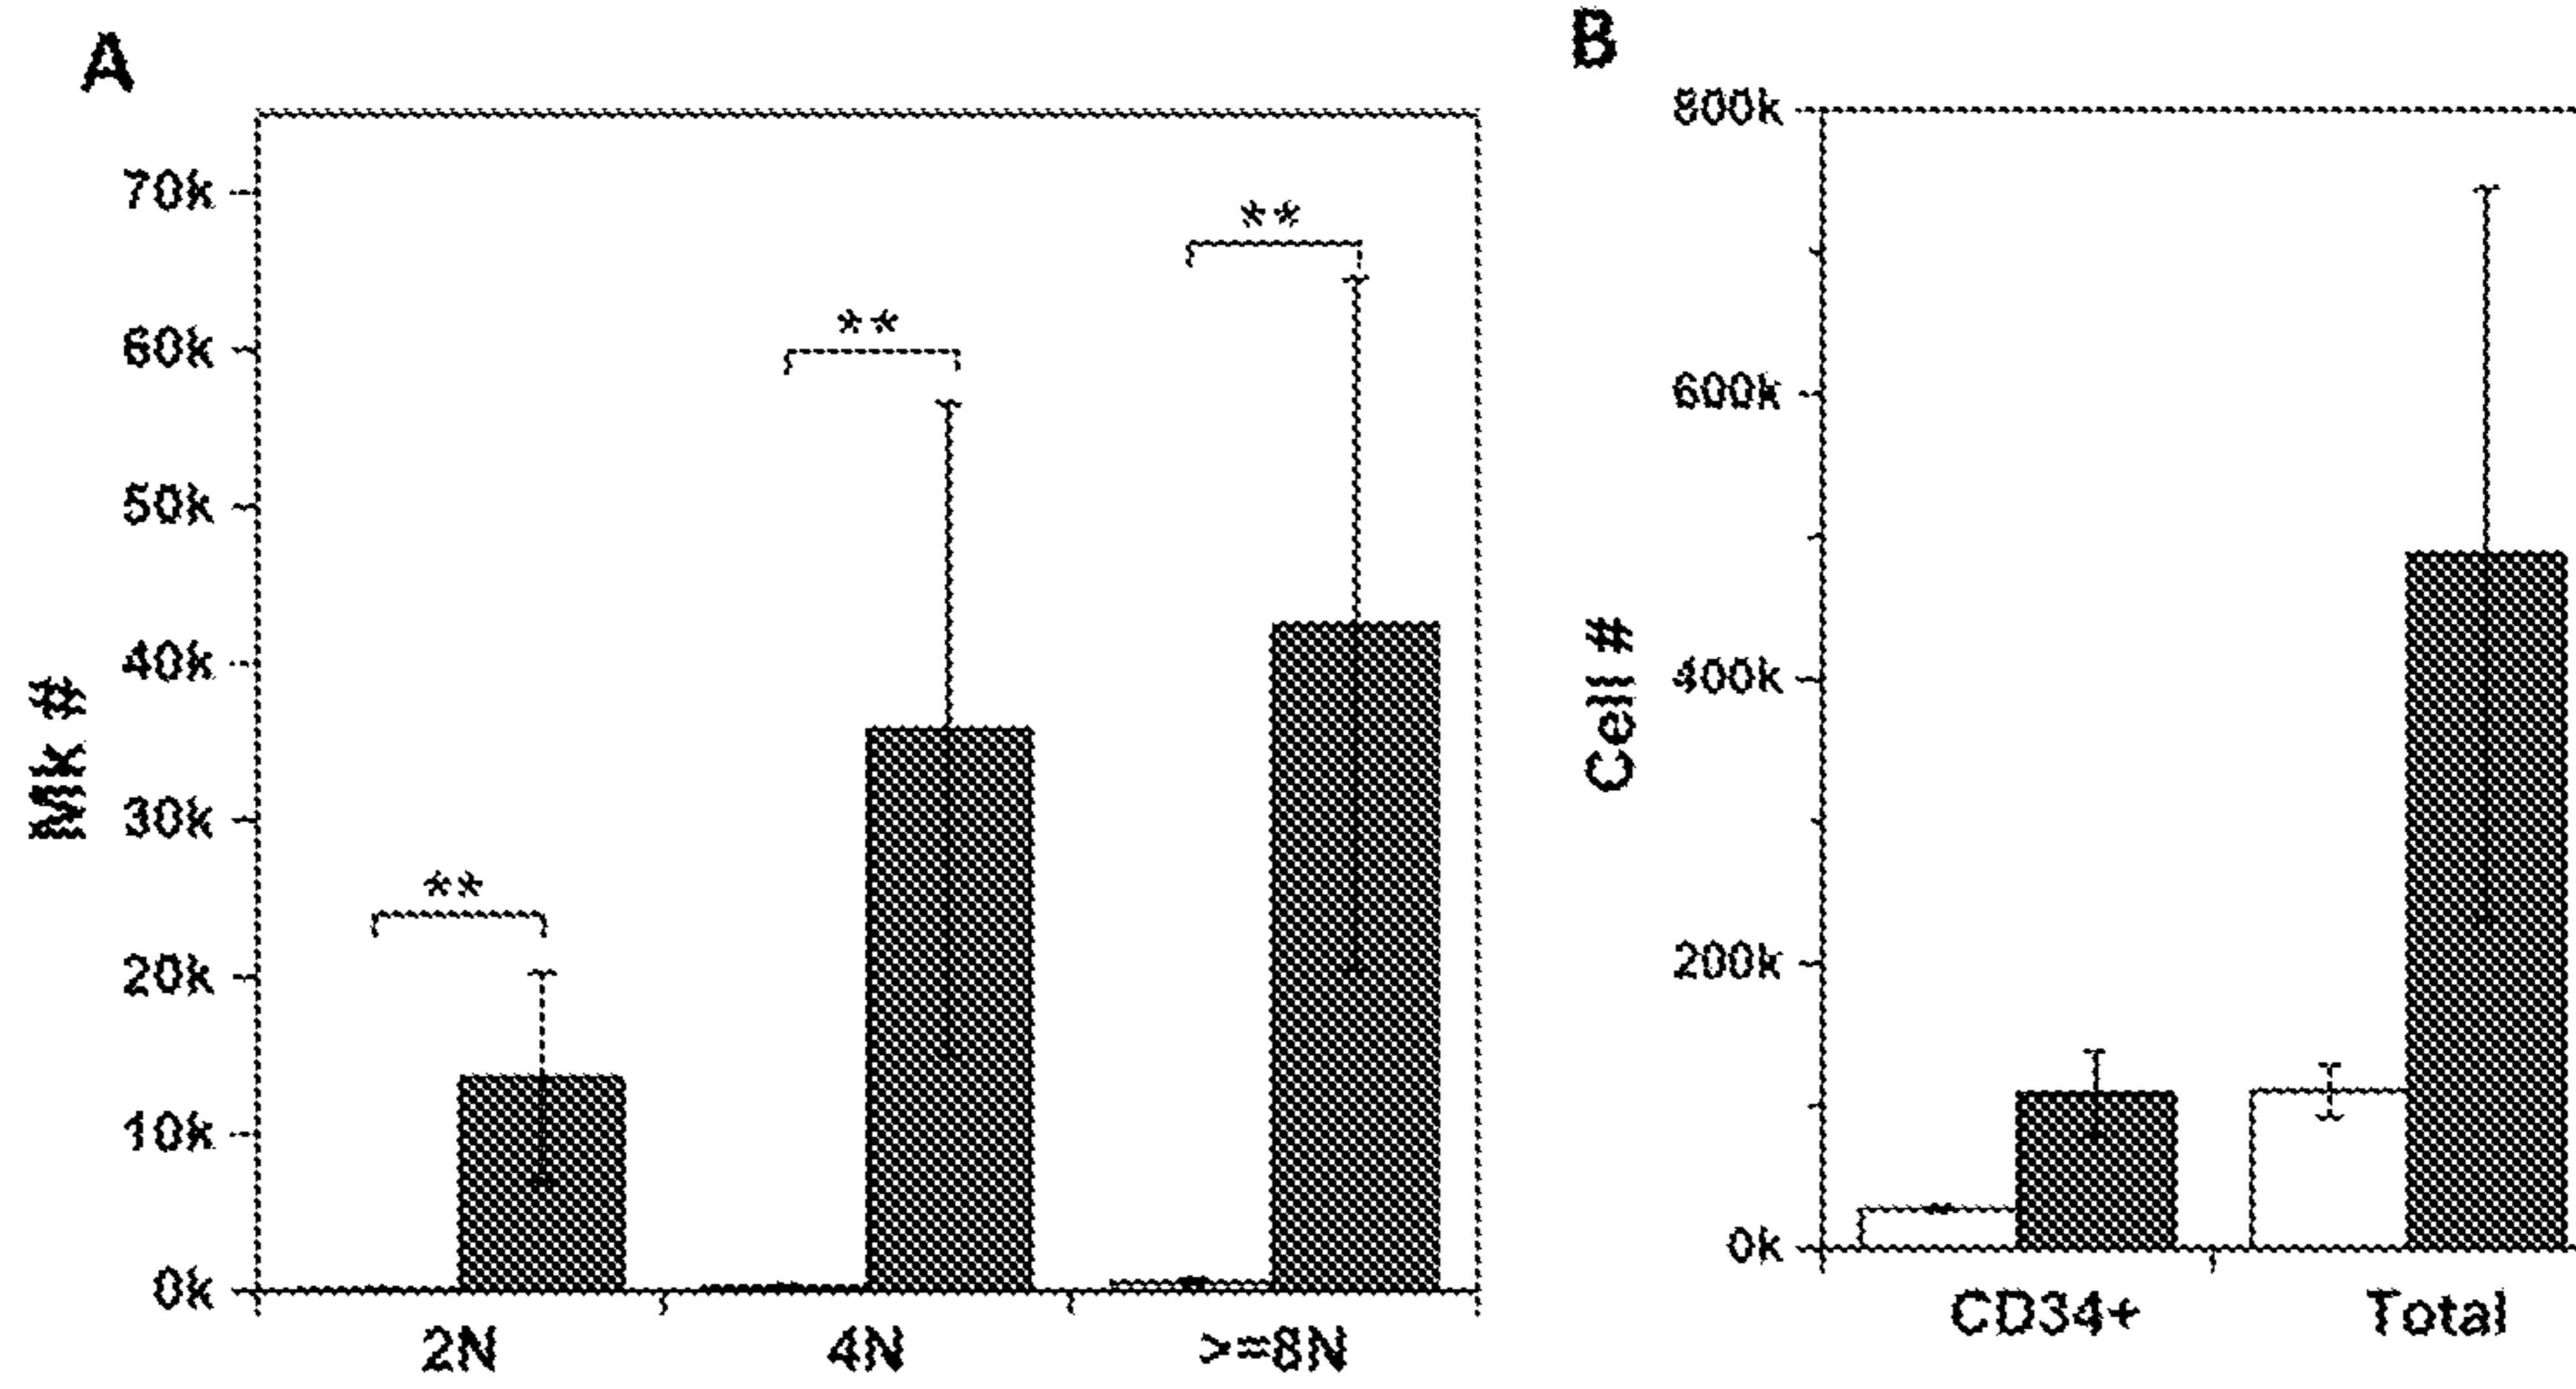 A
70k
60k
50k
40k
30k
20k
10k
0k
Mk #
**
**
**
2N
4N
>=8N
B
800k
600k
400k
200k
0k
Cell #
CD34+
Total